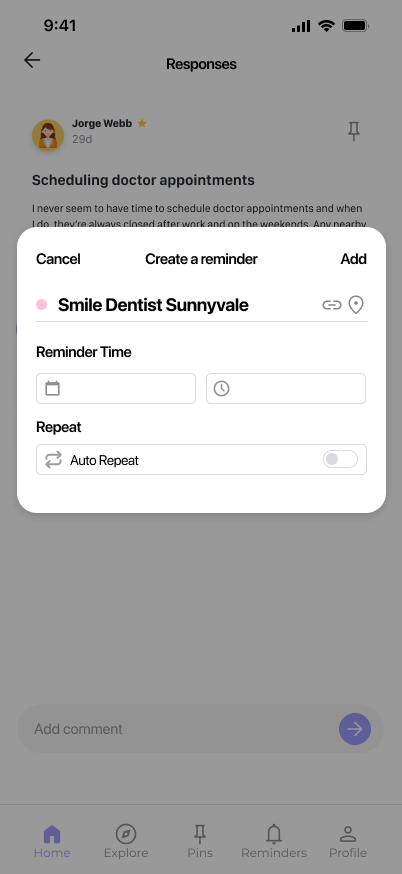 9:41
Responses
Jorge Webb
29d
Scheduling doctor appointments
I never seem to have time to schedule doctor appointments and when
I do, they're always closed after work and on the weekends. Any nearby
Cancel Create a reminder Add
Smile Dentist Sunnyvale
Reminder Time
Repeat
Auto Repeat
Add comment
Home Explore Pins Reminders Profile